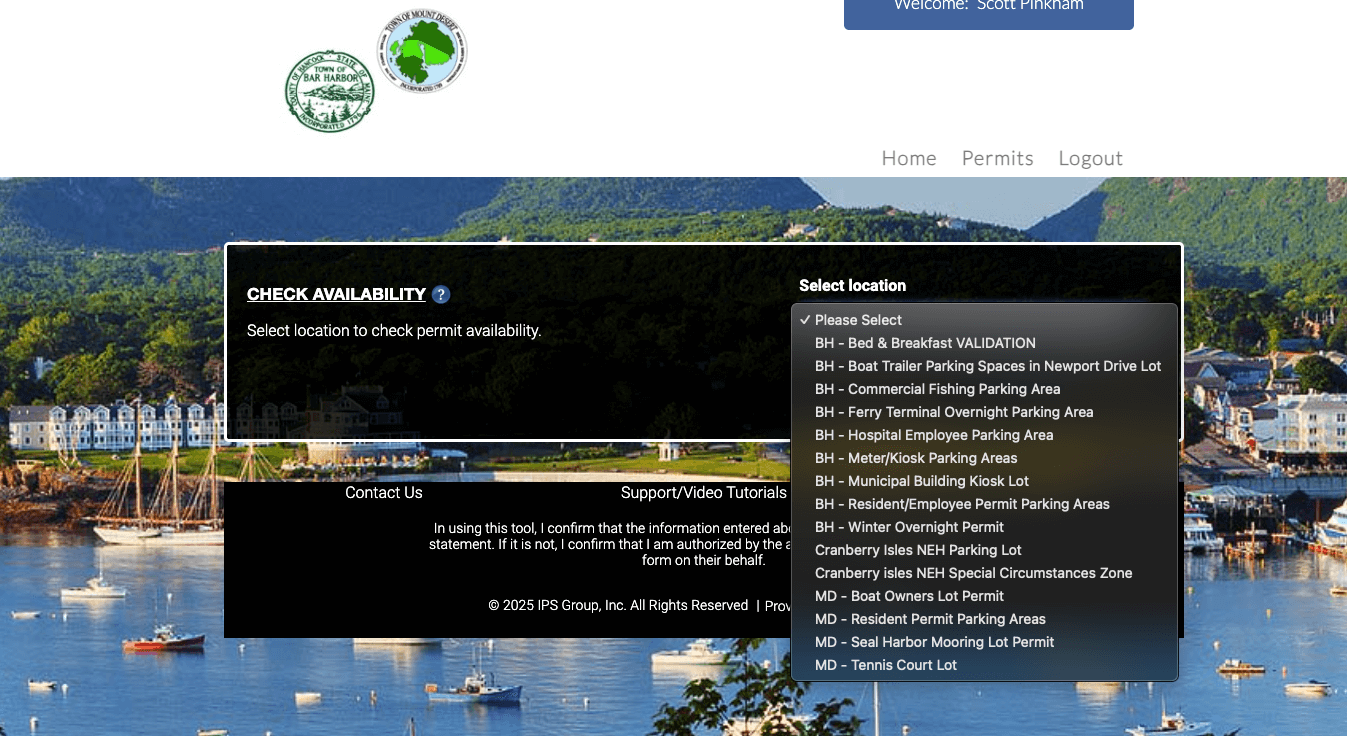 Welcome: Scott Pinkham
TOWN OF MOUNT DESERT
INCORPORATED 1789
COUNTY OF HANCOCK - STATE OF MAINE
TOWN OF
BAR HARBOR
INCORPORATED 1796
Home Permits Logout
CHECK AVAILABILITY ?
Select location to check permit availability.
Select location
✓ Please Select
BH - Bed & Breakfast VALIDATION
BH - Boat Trailer Parking Spaces in Newport Drive Lot
BH - Commercial Fishing Parking Area
BH - Ferry Terminal Overnight Parking Area
BH - Hospital Employee Parking Area
BH - Meter/Kiosk Parking Areas
BH - Municipal Building Kiosk Lot
BH - Resident/Employee Permit Parking Areas
BH - Winter Overnight Permit
Cranberry Isles NEH Parking Lot
Cranberry isles NEH Special Circumstances Zone
MD - Boat Owners Lot Permit
MD - Resident Permit Parking Areas
MD - Seal Harbor Mooring Lot Permit
MD - Tennis Court Lot
Contact Us Support/Video Tutorials
In using this tool, I confirm that the information entered
statement. If it is not, I confirm that I am authorized by the
form on their behalf.
© 2025 IPS Group, Inc. All Rights Reserved |